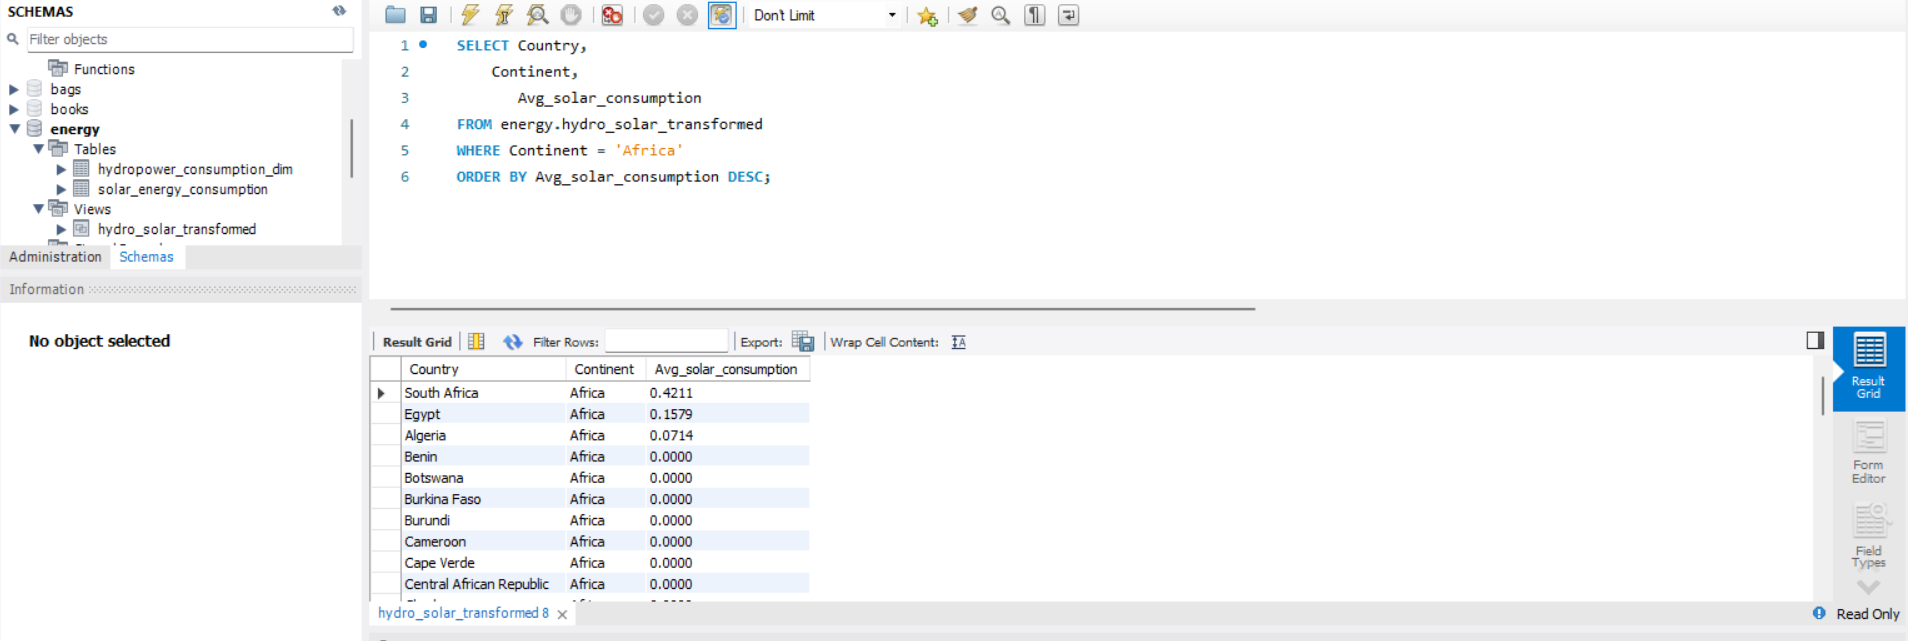 SCHEMAS
Filter objects
Functions
bags
books
energy
Tables
hydropower_consumption_dim
solar_energy_consumption
Views
hydro_solar_transformed
Administration Schemas
Information
No object selected
Don't Limit
1 SELECT Country,
2 Continent,
3 Avg_solar_consumption
4 FROM energy.hydro_solar_transformed
5 WHERE Continent = 'Africa'
6 ORDER BY Avg_solar_consumption DESC;
Result Grid Filter Rows: Export: Wrap Cell Content:
Country Continent Avg_solar_consumption
South Africa Africa 0.4211
Egypt Africa 0.1579
Algeria Africa 0.0714
Benin Africa 0.0000
Botswana Africa 0.0000
Burkina Faso Africa 0.0000
Burundi Africa 0.0000
Cameroon Africa 0.0000
Cape Verde Africa 0.0000
Central African Republic Africa 0.0000
hydro_solar_transformed 8
Result
Grid
Form
Editor
Field
Types
Read Only